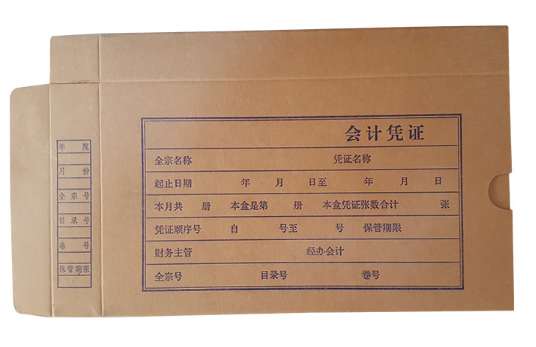 会计凭证
全宗名称 凭证名称
起止日期 年 月 日至 年 月 日
本月共 册 本盒是第 册 本盒凭证张数合计 张
凭证顺序号 自 号至 号 保管期限
财务主管 经办会计
全宗号 目录号 卷号
年度
月份
全宗号
目录号
卷号
保管期限